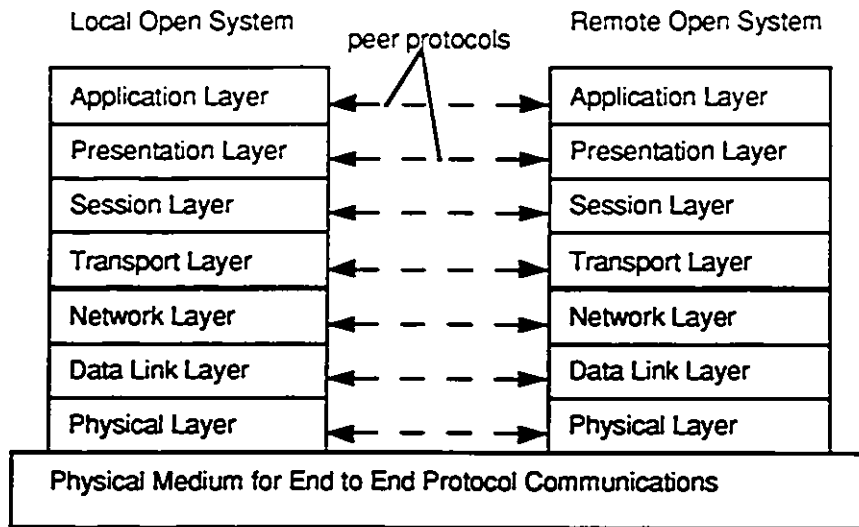 Local Open System
peer protocols
Remote Open System
Application Layer
Application Layer
Presentation Layer
Presentation Layer
Session Layer
Session Layer
Transport Layer
Transport Layer
Network Layer
Network Layer
Data Link Layer
Data Link Layer
Physical Layer
Physical Layer
Physical Medium for End to End Protocol Communications